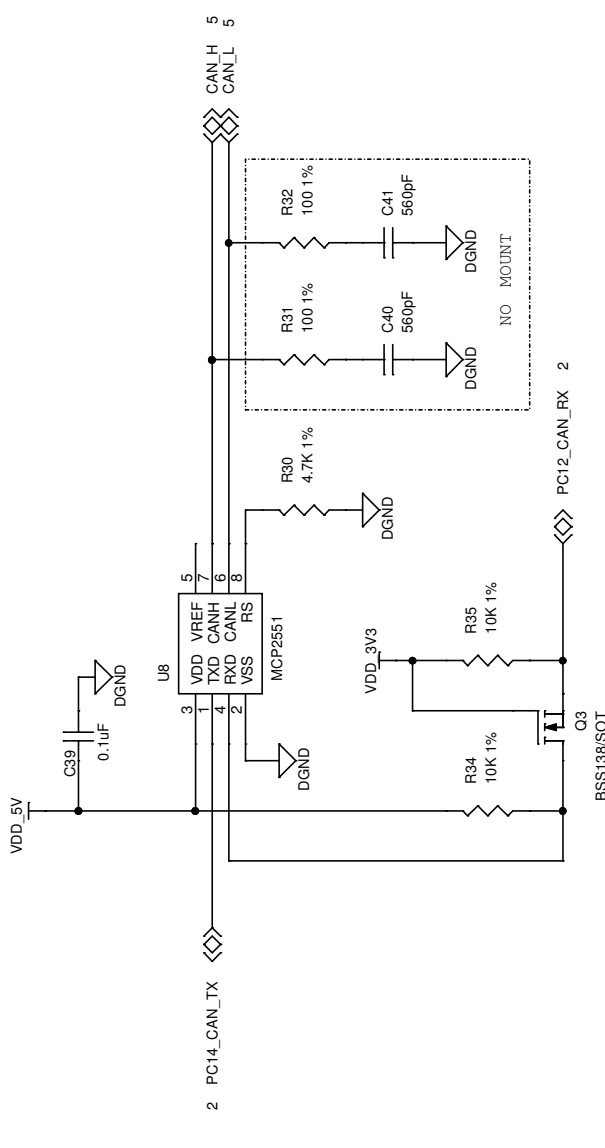 VDD_5V
C39
0.1uF
DGND
U8
3 VDD VREF 5
1 TXD CANH 7
4 RXD CANL 6
2 VSS RS 8
MCP2551
DGND
2 PC14_CAN_TX
CAN_H 5
CAN_L 5
R30
4.7K 1%
DGND
R31
100 1%
C40
560pF
DGND
R32
100 1%
C41
560pF
DGND
NO MOUNT
VDD_3V3
R34
10K 1%
R35
10K 1%
Q3
BSS138/SOT
PC12_CAN_RX 2